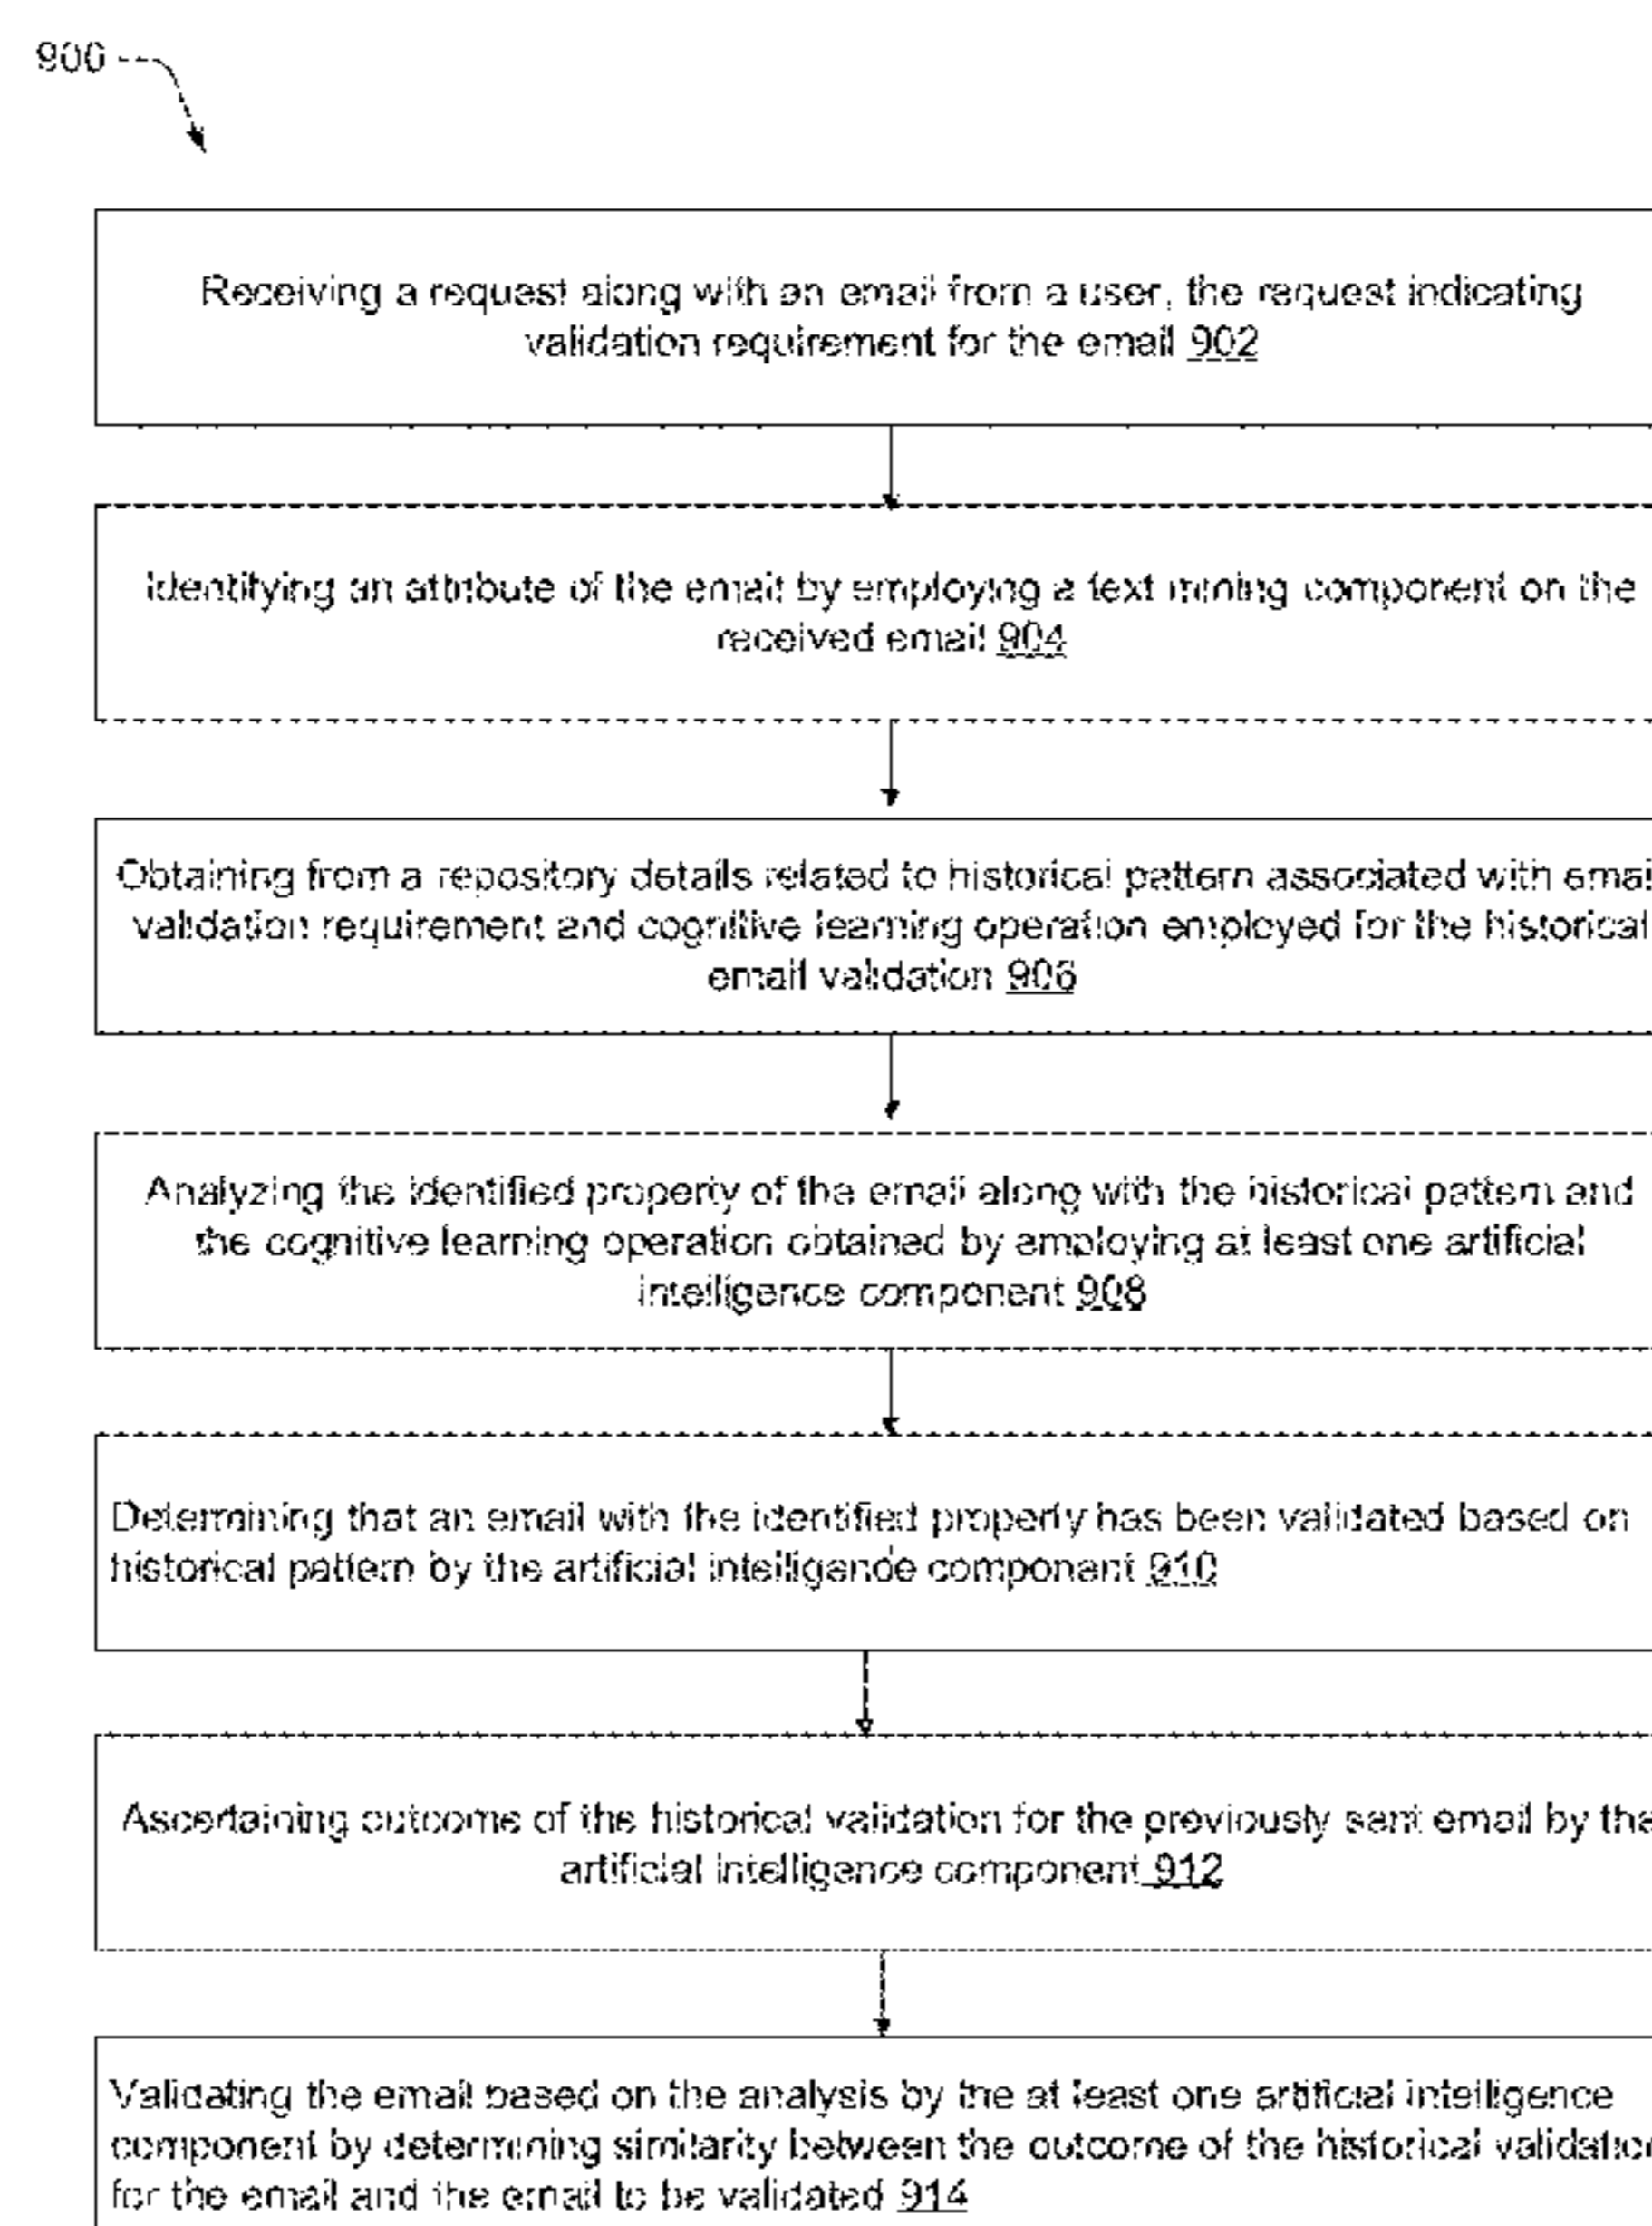 900
Receiving a request along with an email from a user, the request indicating
validation requirement for the email 902
Identifying an attribute of the email by employing a text mining component on the
received email 904
Obtaining from a repository details related to historical pattern associated with emai
validation requirement and cognitive learning operation employed for the historical
email validation 906
Analyzing the identified property of the email along with the historical pattern and
the cognitive learning operation obtained by employing at least one artificial
intelligence component 908
Determining that an email with the identified property has been validated based on
historical pattern by the artificial intelligence component 910
Ascertaining outcome of the historical validation for the previously sent email by the
artificial intelligence component 912
Validating the email based on the analysis by the at least one artificial intelligence
component by determining similarity between the outcome of the historical validation
for the email and the email to be validated 914